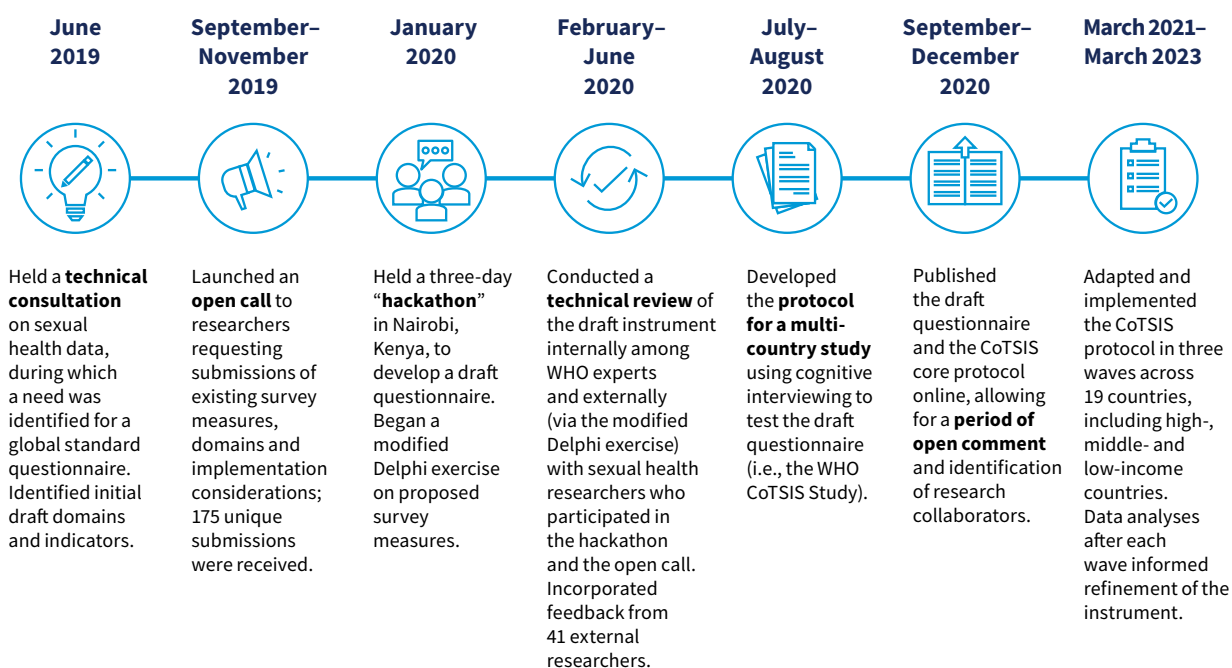 June
2019
September–
November
2019
January
2020
February–
June
2020
July–
August
2020
September–
December
2020
March 2021–
March 2023
Held a technical
consultation
on sexual
health data,
during which
a need was
identified for a
global standard
questionnaire.
Identified initial
draft domains
and indicators.
Launched an
open call to
researchers
requesting
submissions of
existing survey
measures,
domains and
implementation
considerations;
175 unique
submissions
were received.
Held a three-day
“hackathon”
in Nairobi,
Kenya, to
develop a draft
questionnaire.
Began a
modified
Delphi exercise
on proposed
survey
measures.
Conducted a
technical review of
the draft instrument
internally among
WHO experts
and externally
(via the modified
Delphi exercise)
with sexual health
researchers who
participated in
the hackathon
and the open call.
Incorporated
feedback from
41 external
researchers.
Developed
the protocol
for a multi-
country study
using cognitive
interviewing to
test the draft
questionnaire
(i.e., the WHO
CoTSIS Study).
Published
the draft
questionnaire
and the CoTSIS
core protocol
online, allowing
for a period of
open comment
and identification
of research
collaborators.
Adapted and
implemented
the CoTSIS
protocol in three
waves across
19 countries,
including high-,
middle- and
low-income
countries.
Data analyses
after each
wave informed
refinement of the
instrument.